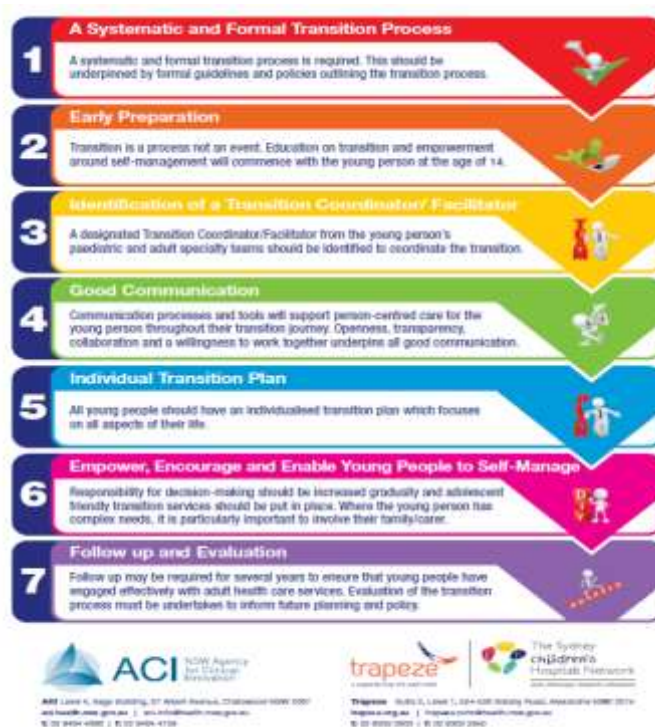 1
A Systematic and Formal Transition Process
A systematic and formal transition process is required. This should be
underpinned by formal guidelines and policies outlining the transition process.
2
Early Preparation
Transition is a process not an event. Education on transition and empowerment
around self-management will commence with the young person at the age of 14.
3
Identification of a Transition Coordinator/ Facilitator
A designated Transition Coordinator/Facilitator from the young person's
paediatric and adult specialty teams should be identified to coordinate the transition.
4
Good Communication
Communication processes and tools will support person-centred care for the
young person throughout their transition journey. Openness, transparency,
collaboration and a willingness to work together underpins all good communication.
5
Individual Transition Plan
All young people should have an individualised transition plan which focuses
on all aspects of their life.
6
Empower, Encourage and Enable Young People to Self-Manage
Responsibility for decision-making should be increased gradually and adolescent
friendly transition services should be put in place. Where the young person has
complex needs, it is particularly important to involve their family/carer.
7
Follow up and Evaluation
Follow up may be required for several years to ensure that young people have
engaged effectively with adult health care services. Evaluation of the transition
process must be undertaken to inform future planning and policy.
ACI
NSW Agency
for Clinical
Innovation
trapeze
The Sydney
children's
Hospitals Network
ACI
Trapeze